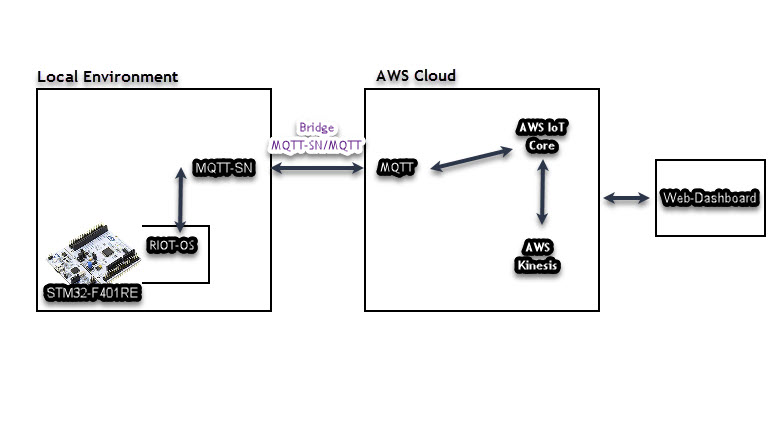 Local Environment
AWS Cloud
Bridge
MQTT-SN/MQTT
AWS IoT
Core
MQTT-SN
MQTT
Web-Dashboard
RIOT-OS
AWS
Kinesis
STM32-F401RE